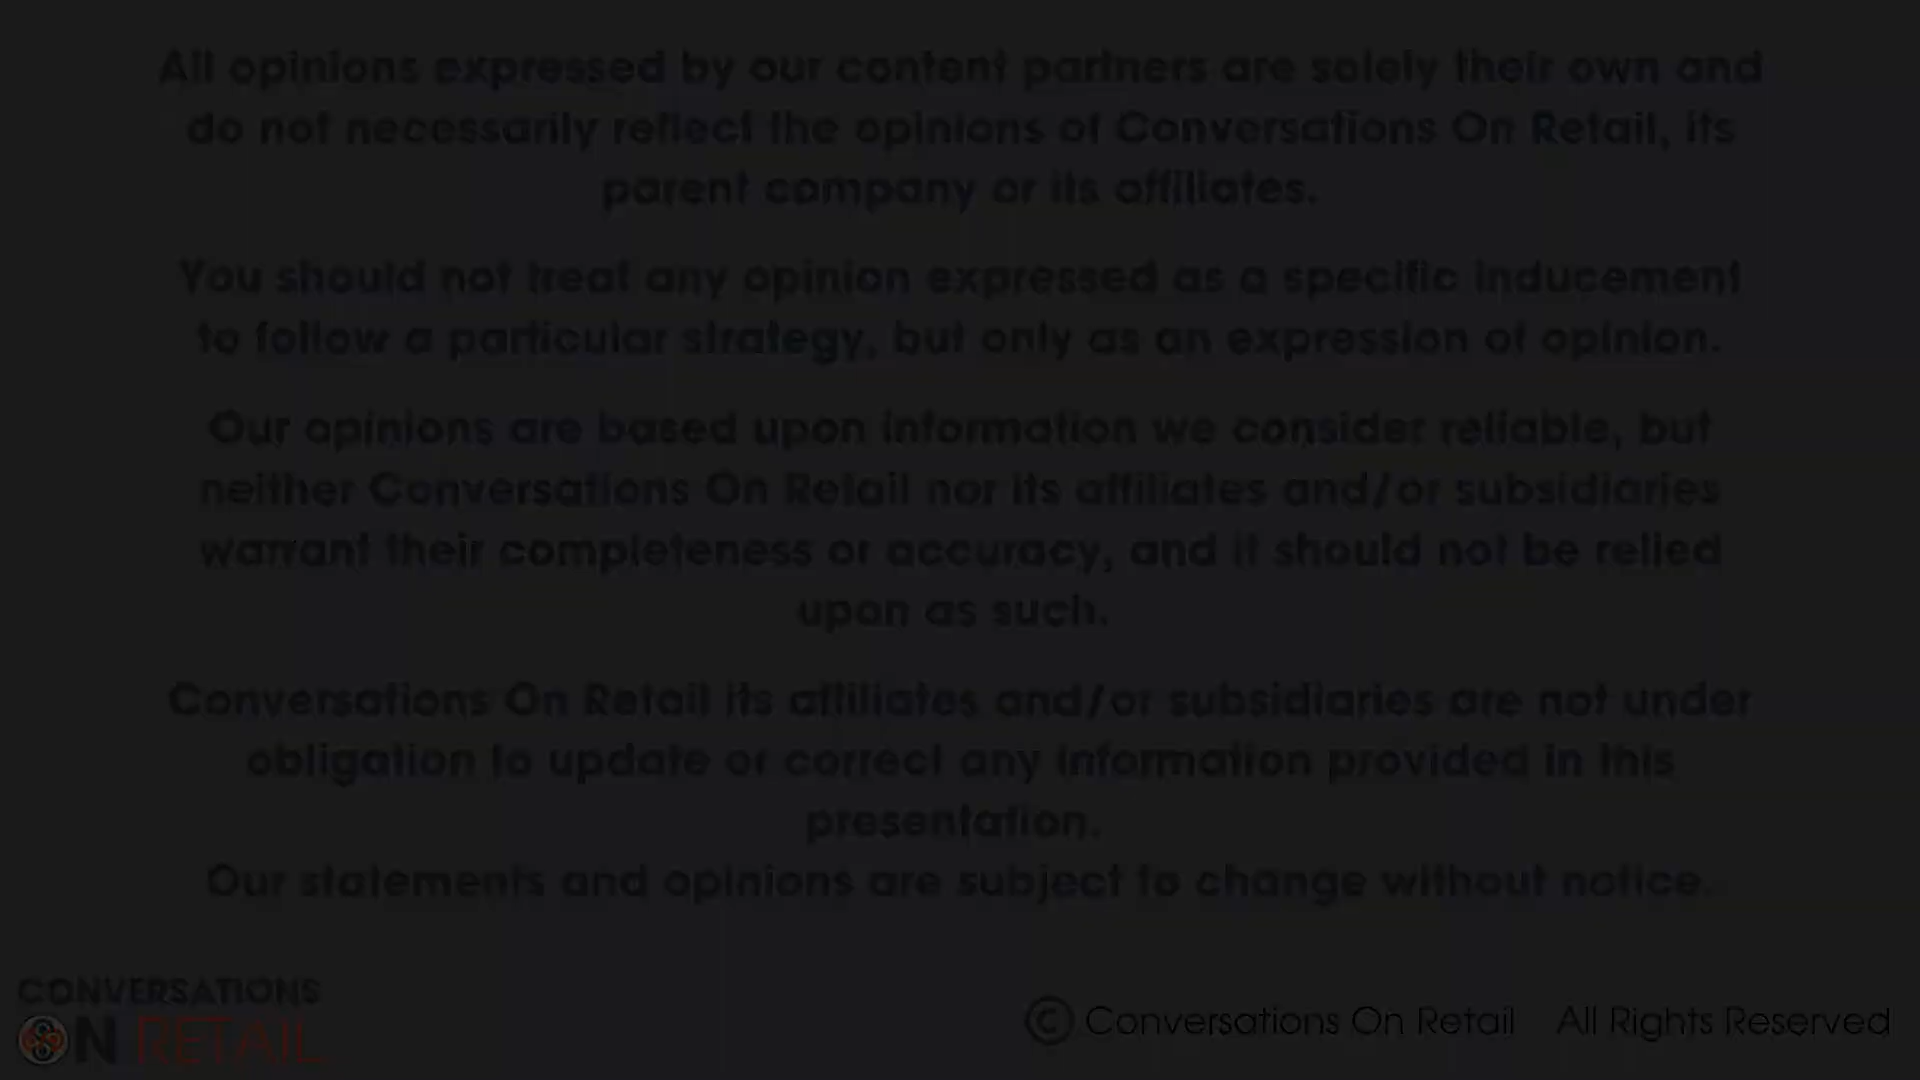 All opinions expressed by our content partners are solely their own and
do not necessarily reflect the opinions of Conversations On Retail, its
parent company or its affiliates.
You should not treat any opinion expressed as a specific inducement
to follow a particular strategy, but only as an expression of opinion.
Our opinions are based upon information we consider reliable, but
neither Conversations On Retail nor its affiliates and/or subsidiaries
warrant their completeness or accuracy, and it should not be relied
upon as such.
Conversations On Retail its affiliates and/or subsidiaries are not under
obligation to update or correct any information provided in this
presentation.
Our statements and opinions are subject to change without notice.
CONVERSATIONS
ON RETAIL
© Conversations On Retail All Rights Reserved